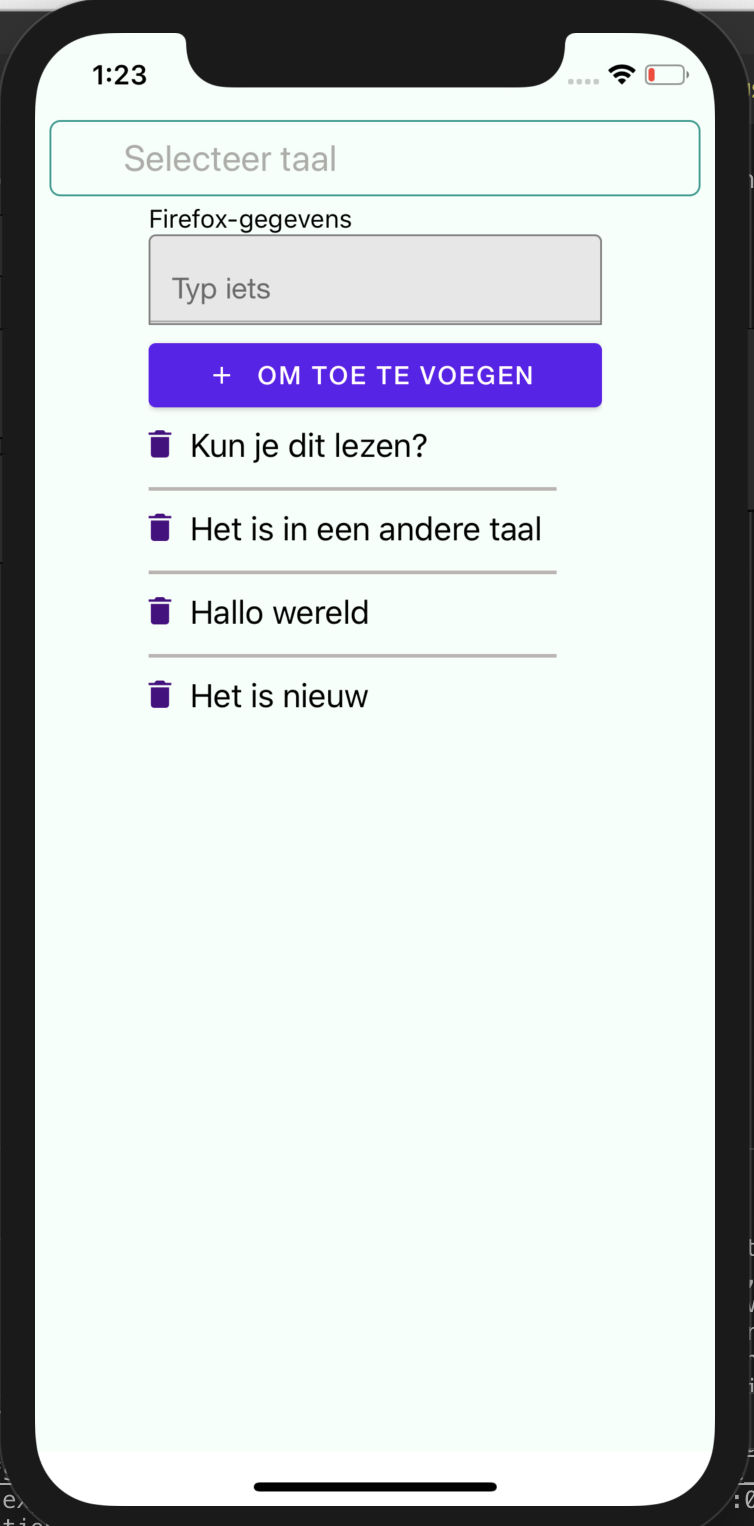 1:23
Selecteer taal
Firefox-gegevens
Typ iets
+ OM TOE TE VOEGEN
Kun je dit lezen?
Het is in een andere taal
Hallo wereld
Het is nieuw